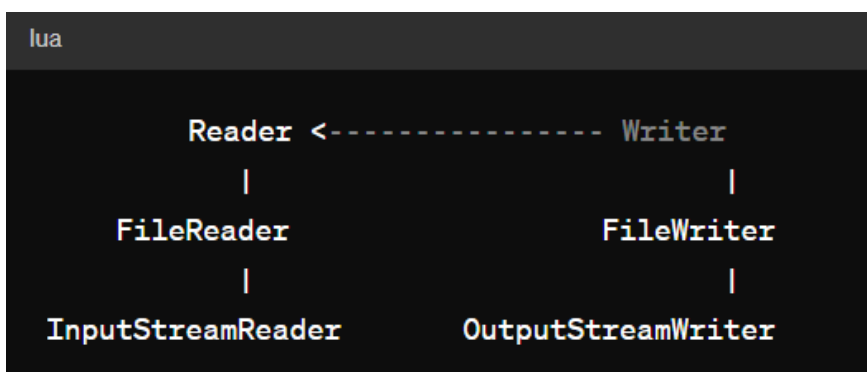 lua
Reader <---------------- Writer
|                    |
FileReader             FileWriter
|                    |
InputStreamReader      OutputStreamWriter